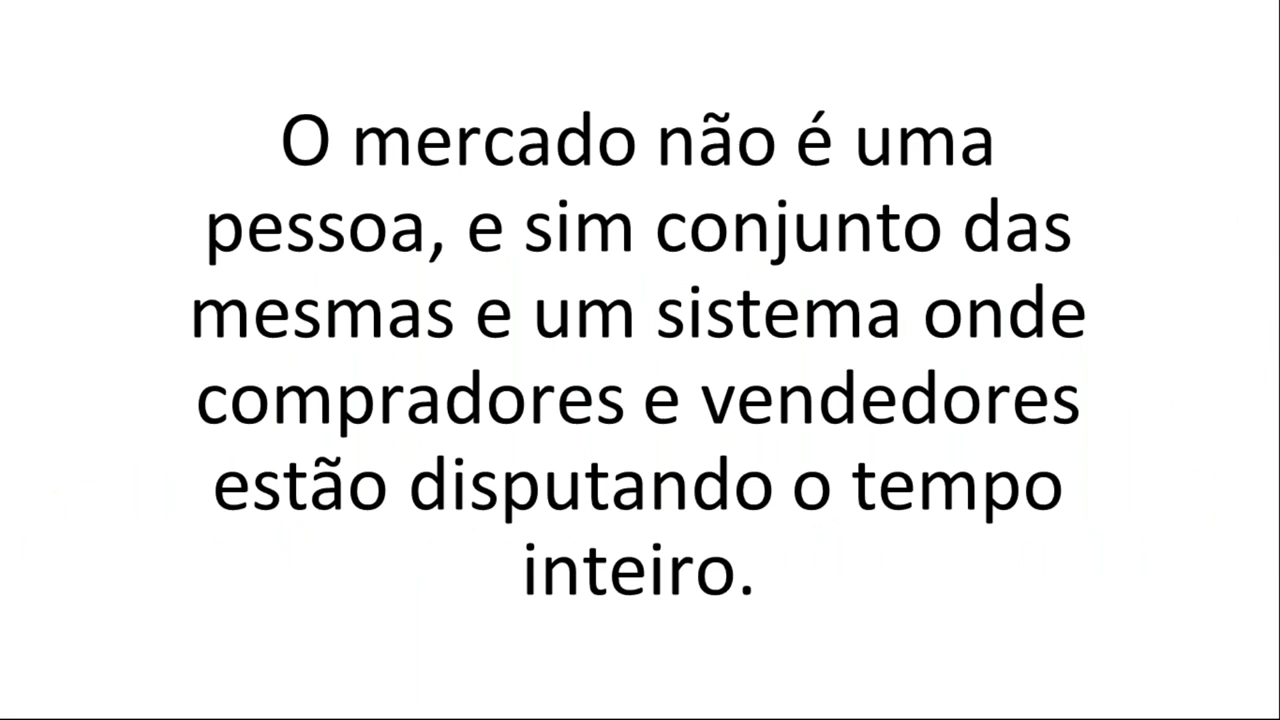 O mercado não é uma
pessoa, e sim conjunto das
mesmas e um sistema onde
compradores e vendedores
estão disputando o tempo
inteiro.